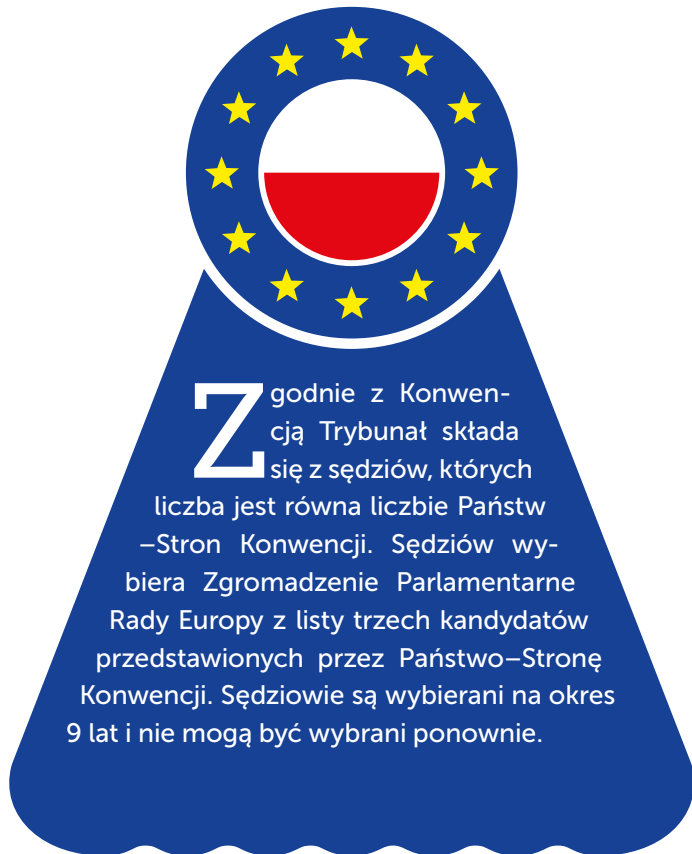 Zgodnie z Konwen-
cją Trybunał składa
się z sędziów, których
liczba jest równa liczbie Państw
–Stron Konwencji. Sędziów wy-
biera Zgromadzenie Parlamentarne
Rady Europy z listy trzech kandydatów
przedstawionych przez Państwo–Stronę
Konwencji. Sędziowie są wybierani na okres
9 lat i nie mogą być wybrani ponownie.